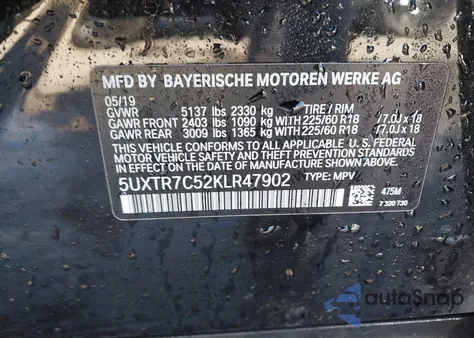 MFD BY BAYERISCHE MOTOREN WERKE AG
05/19
GVWR 5137 lbs 2330 kg TIRE / RIM
GAWR FRONT 2403 lbs 1090 kg WITH 225/60 R18 /7.0J x 18
GAWR REAR 3009 lbs 1365 kg WITH 225/60 R18 /7.0J x 18
THIS VEHICLE CONFORMS TO ALL APPLICABLE U.S. FEDERAL
MOTOR VEHICLE SAFETY STANDARDS
IN EFFECT ON THE DATE OF MANUFACTURE SHOWN ABOVE.
5UXTR7C52KLR47902 TYPE: MPV
475M
7 320 730
autoSnap